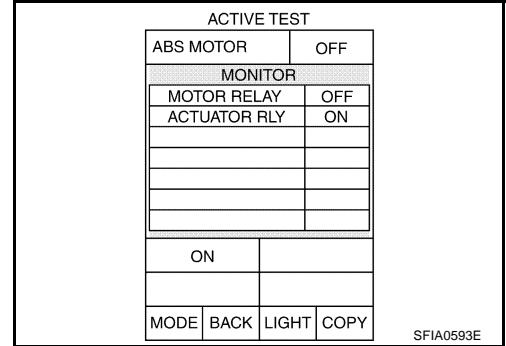 ACTIVE TEST
ABS MOTOR OFF
MONITOR
MOTOR RELAY OFF
ACTUATOR RLY ON
ON
MODE BACK LIGHT COPY
SFIA0593E